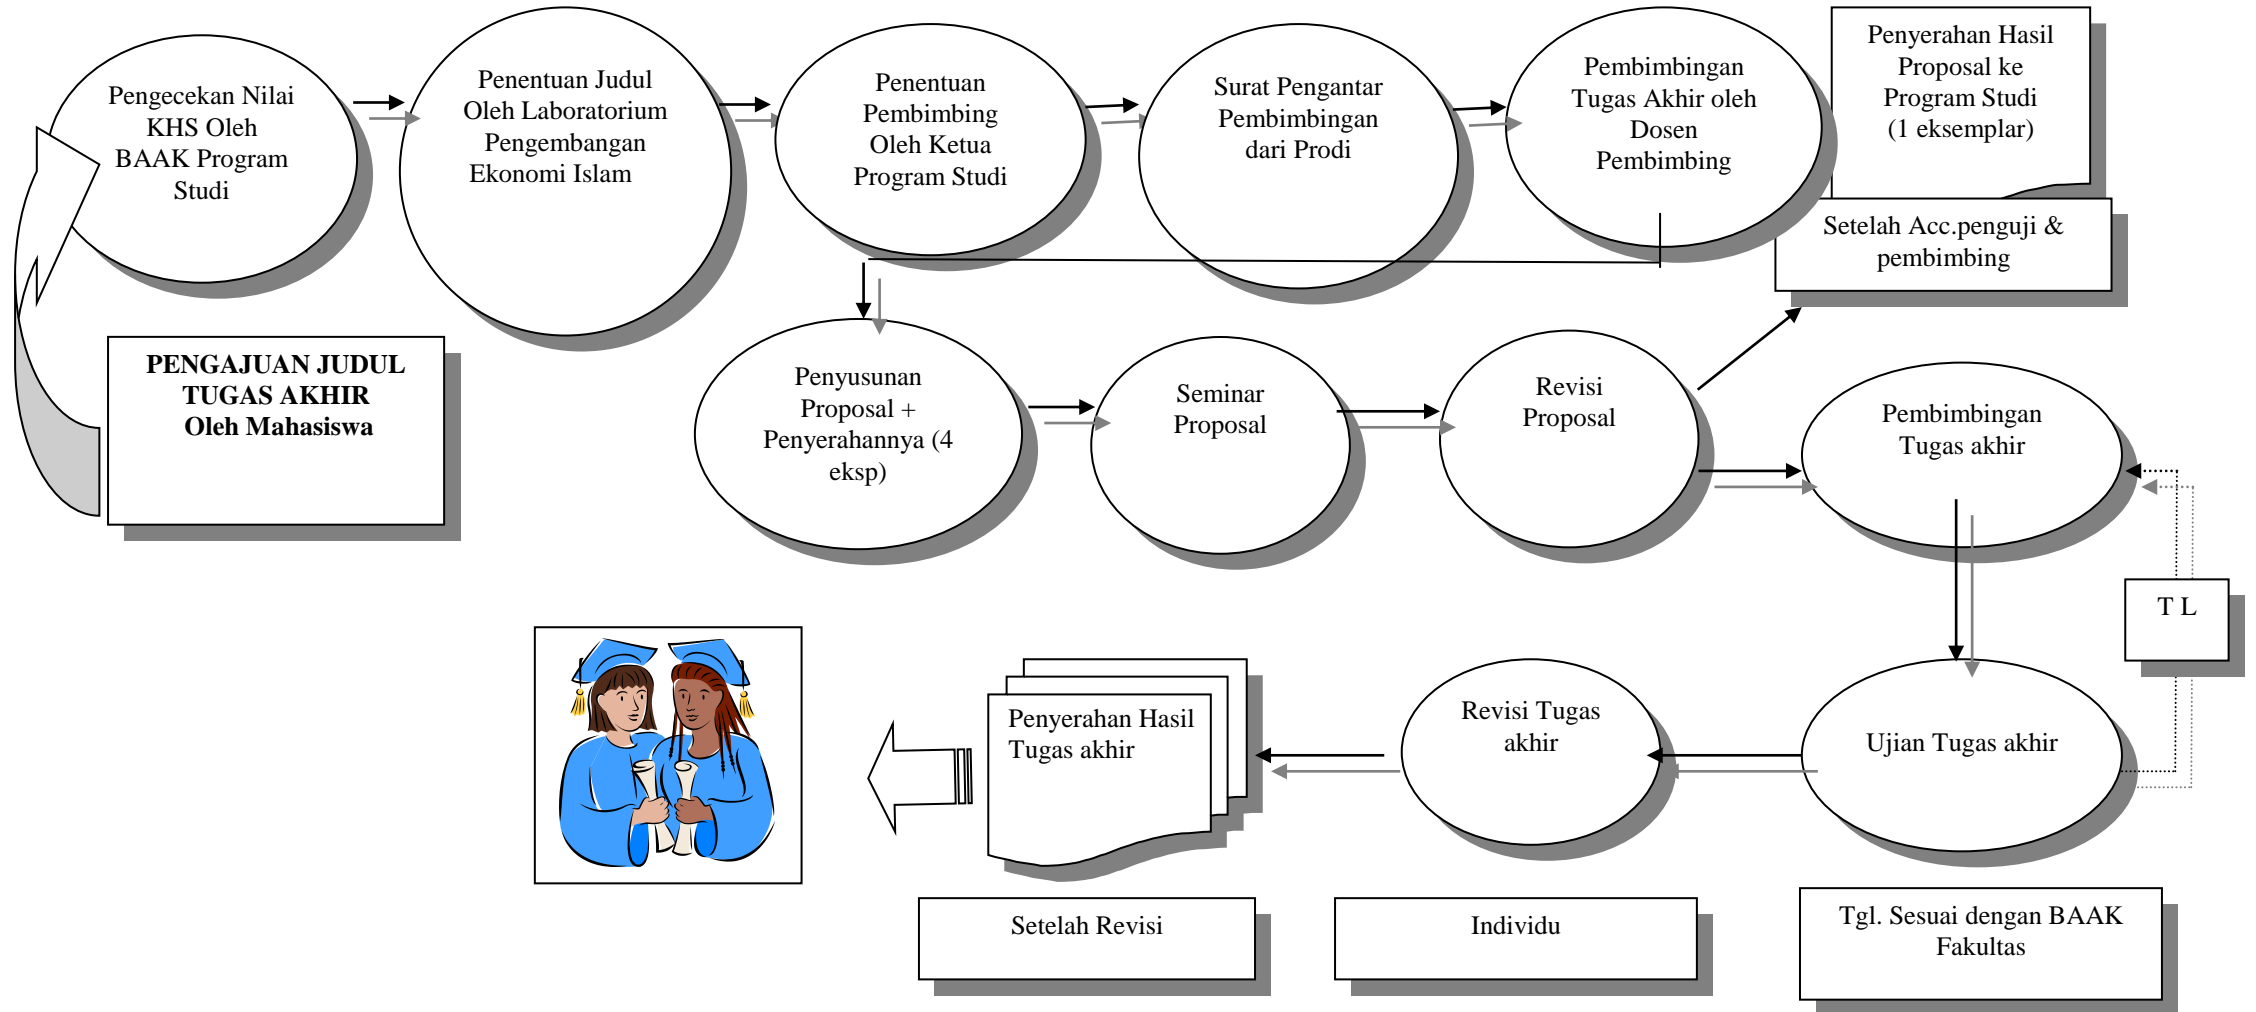 Pengecekan Nilai
KHS Oleh
BAAK Program
Studi
Penentuan Judul
Oleh Laboratorium
Pengembangan
Ekonomi Islam
Penentuan
Pembimbing
Oleh Ketua
Program Studi
Surat Pengantar
Pembimbingan
dari Prodi
Pembimbingan
Tugas Akhir oleh
Dosen
Pembimbing
Penyerahan Hasil
Proposal ke
Program Studi
(1 eksemplar)
Setelah Acc.penguji &
pembimbing
PENGAJUAN JUDUL
TUGAS AKHIR
Oleh Mahasiswa
Penyusunan
Proposal +
Penyerahannya (4
eksp)
Seminar
Proposal
Revisi
Proposal
Pembimbingan
Tugas akhir
T L
Penyerahan Hasil
Tugas akhir
Revisi Tugas
akhir
Ujian Tugas akhir
Setelah Revisi
Individu
Tgl. Sesuai dengan BAAK
Fakultas